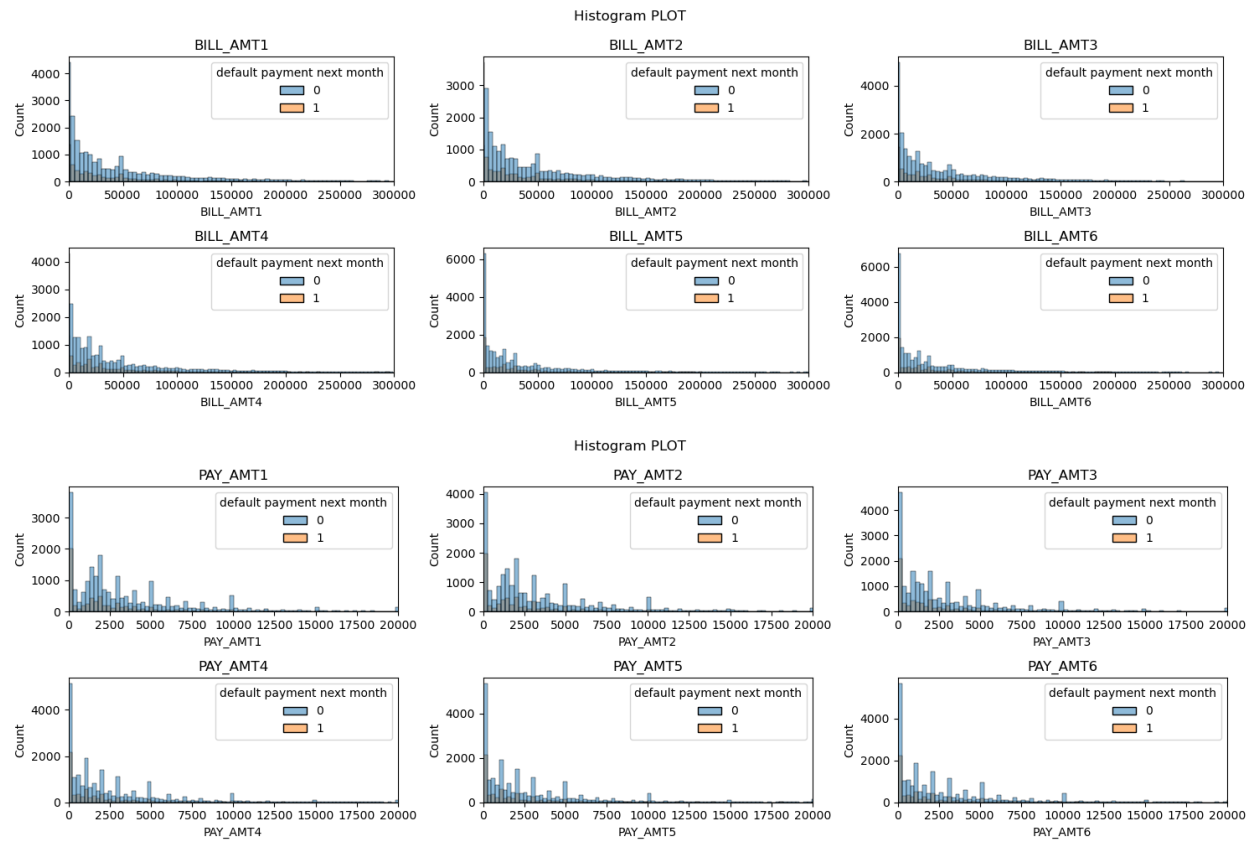 Histogram PLOT
BILL_AMT1
Count
4000
3000
2000
1000
0
default payment next month
0
1
0 50000 100000 150000 200000 250000 300000
BILL_AMT1
BILL_AMT2
Count
3000
2000
1000
0
default payment next month
0
1
0 50000 100000 150000 200000 250000 300000
BILL_AMT2
BILL_AMT3
Count
4000
2000
0
default payment next month
0
1
0 50000 100000 150000 200000 250000 300000
BILL_AMT3
BILL_AMT4
Count
4000
3000
2000
1000
0
default payment next month
0
1
0 50000 100000 150000 200000 250000 300000
BILL_AMT4
BILL_AMT5
Count
6000
4000
2000
0
default payment next month
0
1
0 50000 100000 150000 200000 250000 300000
BILL_AMT5
BILL_AMT6
Count
6000
4000
2000
0
default payment next month
0
1
0 50000 100000 150000 200000 250000 300000
BILL_AMT6
Histogram PLOT
PAY_AMT1
Count
3000
2000
1000
0
default payment next month
0
1
0 2500 5000 7500 10000 12500 15000 17500 20000
PAY_AMT1
PAY_AMT2
Count
4000
3000
2000
1000
0
default payment next month
0
1
0 2500 5000 7500 10000 12500 15000 17500 20000
PAY_AMT2
PAY_AMT3
Count
4000
3000
2000
1000
0
default payment next month
0
1
0 2500 5000 7500 10000 12500 15000 17500 20000
PAY_AMT3
PAY_AMT4
Count
4000
2000
0
default payment next month
0
1
0 2500 5000 7500 10000 12500 15000 17500 20000
PAY_AMT4
PAY_AMT5
Count
4000
2000
0
default payment next month
0
1
0 2500 5000 7500 10000 12500 15000 17500 20000
PAY_AMT5
PAY_AMT6
Count
4000
2000
0
default payment next month
0
1
0 2500 5000 7500 10000 12500 15000 17500 20000
PAY_AMT6